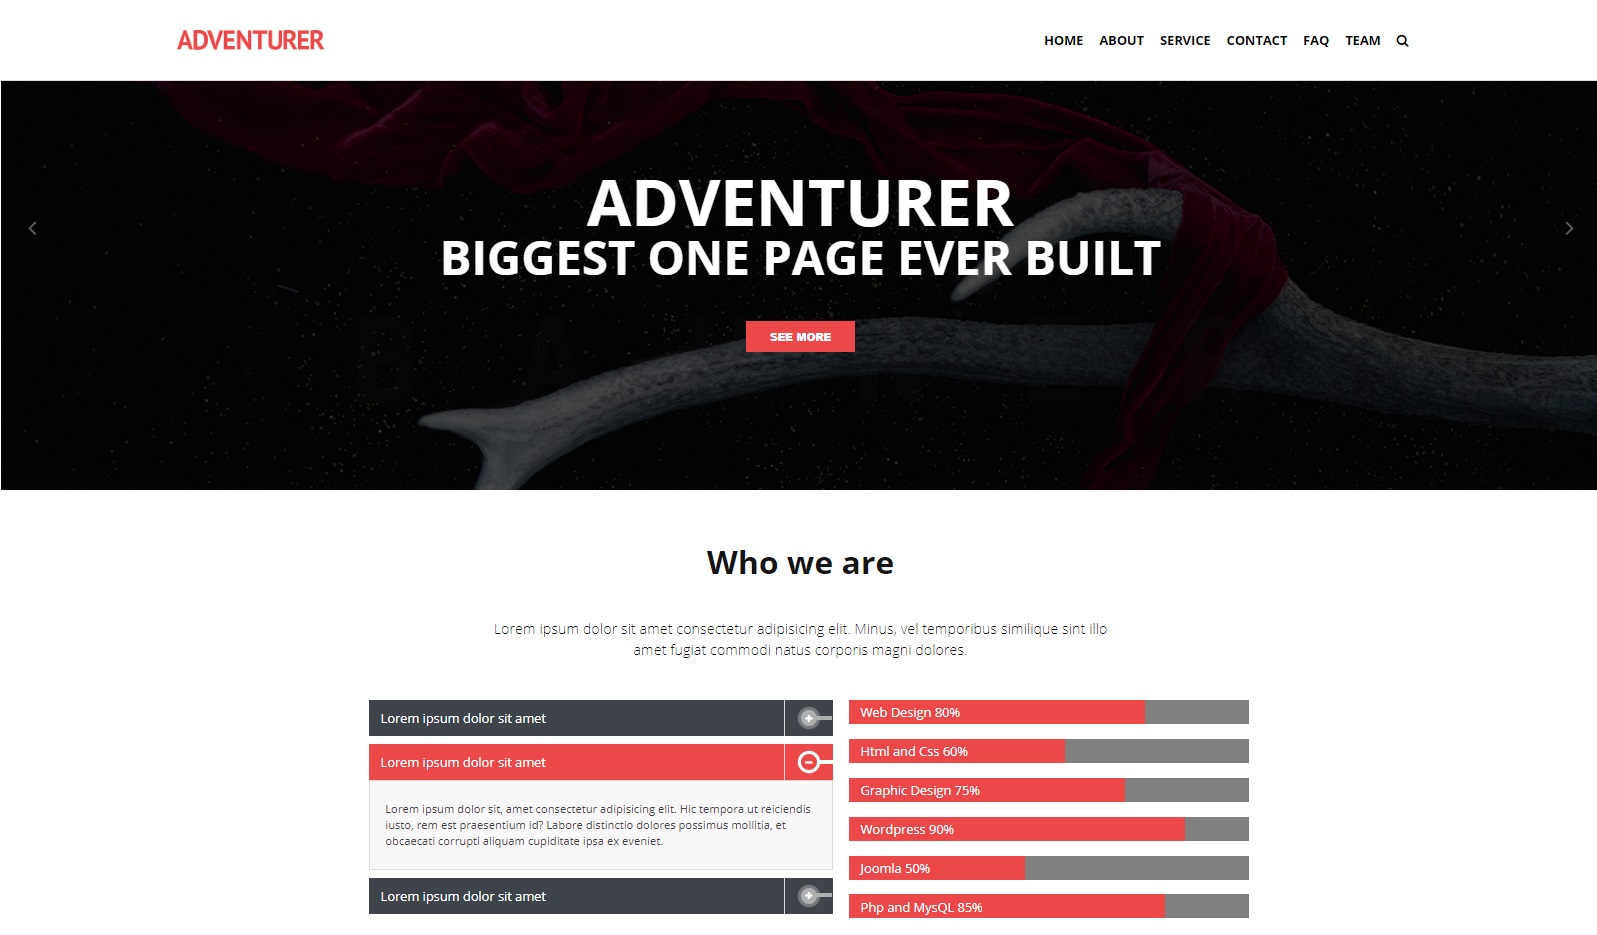 ADVENTURER
HOME ABOUT SERVICE CONTACT FAQ TEAM
ADVENTURER
BIGGEST ONE PAGE EVER BUILT
SEE MORE
Who we are
Lorem ipsum dolor sit amet consectetur adipisicing elit. Minus, vel temporibus similique sint illo
amet fugiat commodi natus corporis magni dolores.
Lorem ipsum dolor sit amet
Lorem ipsum dolor sit amet
Lorem ipsum dolor sit, amet consectetur adipisicing elit. Hic tempora ut reiciendis
iusto, rem est praesentium id? Labore distinctio dolores possimus mollitia, et
obcaecati corrupti aliquam cupiditate ipsa ex eveniet.
Lorem ipsum dolor sit amet
Web Design 80%
Html and Css 60%
Graphic Design 75%
Wordpress 90%
Joomla 50%
Php and MysQL 85%